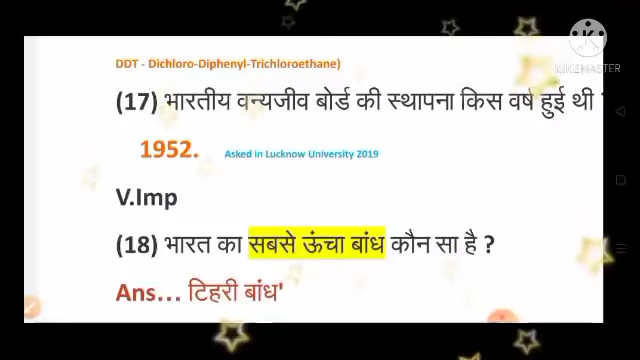 KINEMASTER
DDT - Dichloro-Diphenyl-Trichloroethane)
(17) भारतीय वन्यजीव बोर्ड की स्थापना किस वर्ष हुई थी ?
1952. Asked in Lucknow University 2019
V.Imp
(18) भारत का सबसे ऊंचा बांध कौन सा है ?
Ans... टिहरी बांध'